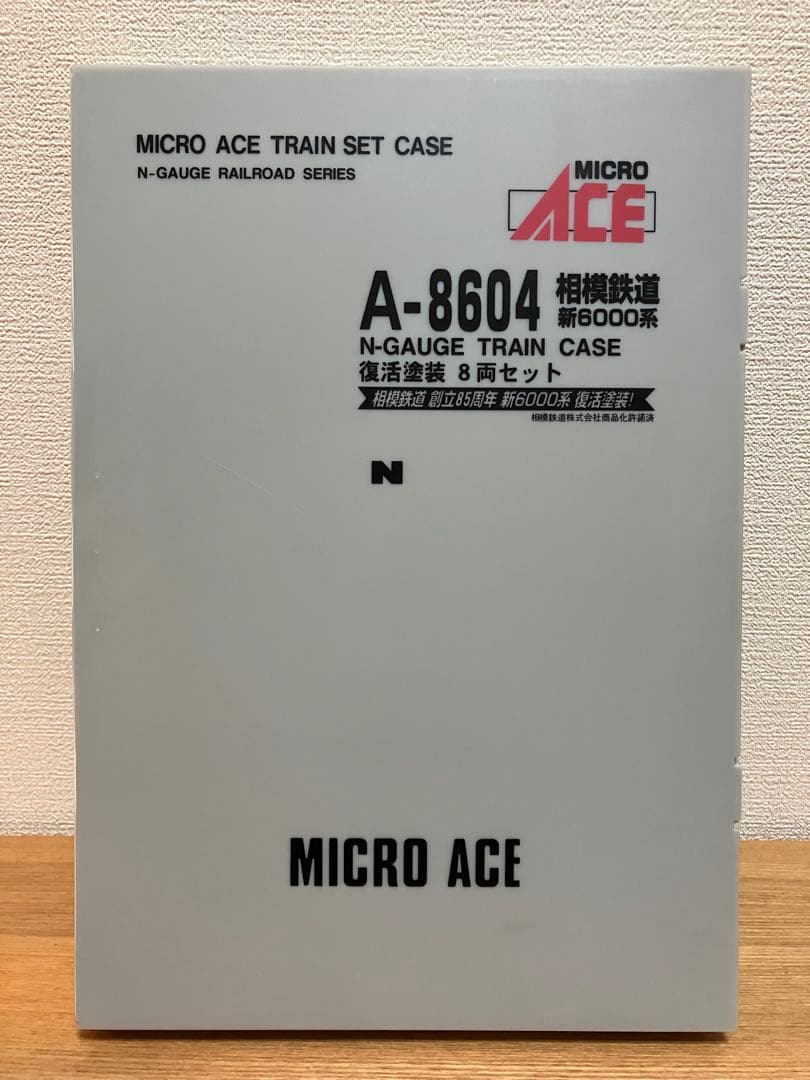 MICRO ACE TRAIN SET CASE
N-GAUGE RAILROAD SERIES
MICRO
ACE
A-8604 相模鉄道
新6000系
N-GAUGE TRAIN CASE
復活塗装 8両セット
相模鉄道 創立85周年 新6000系 復活塗装!
相模鉄道株式会社商品化許諾済
N
MICRO ACE